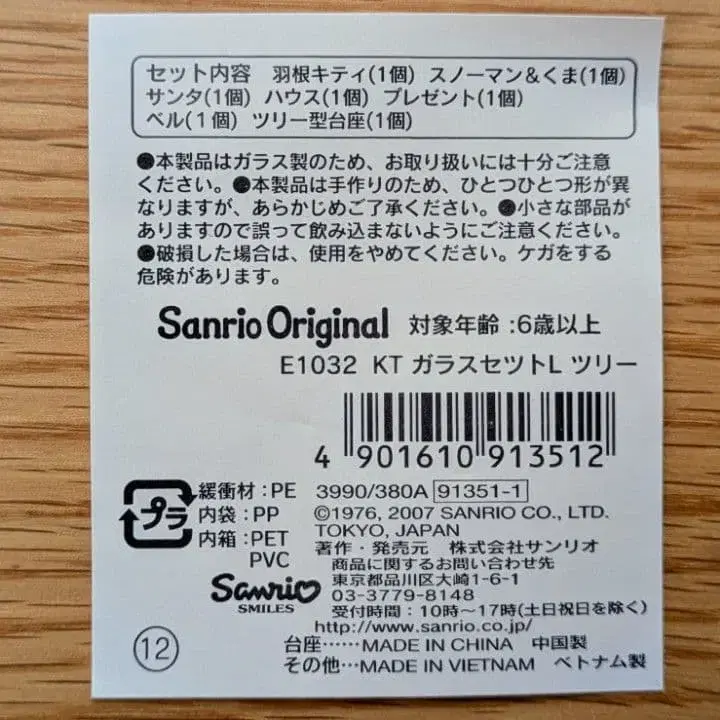 セット内容 羽根キティ(1個) スノーマン&くま(1個)
サンタ(1個) ハウス(1個) プレゼント(1個)
ベル(1個) ツリー型台座(1個)
●本製品はガラス製のため、お取り扱いには十分ご注意
ください。●本製品は手作りのため、ひとつひとつ形が異
なりますが、あらかじめご了承ください。●小さな部品が
ありますので誤って飲み込まないようにご注意ください。
●破損した場合は、使用をやめてください。ケガをする
危険があります。
Sanrio Original 対象年齢:6歳以上
E1032 KT ガラスセツトL ツリー
4 901610 913512
プラ
緩衝材:PE
内袋:PP
内箱:PET
PVC
3990/380A 91351-1
©1976, 2007 SANRIO CO., LTD.
TOKYO, JAPAN
著作・発売元 株式会社サンリオ
商品に関するお問い合わせ先
東京都品川区大崎1-6-1
03-3779-8148
受付時間:10時~17時(土日祝日を除く)
http://www.sanrio.co.jp/
Sanrio
SMILES
台座……MADE IN CHINA 中国製
その他…MADE IN VIETNAM ベトナム製
12